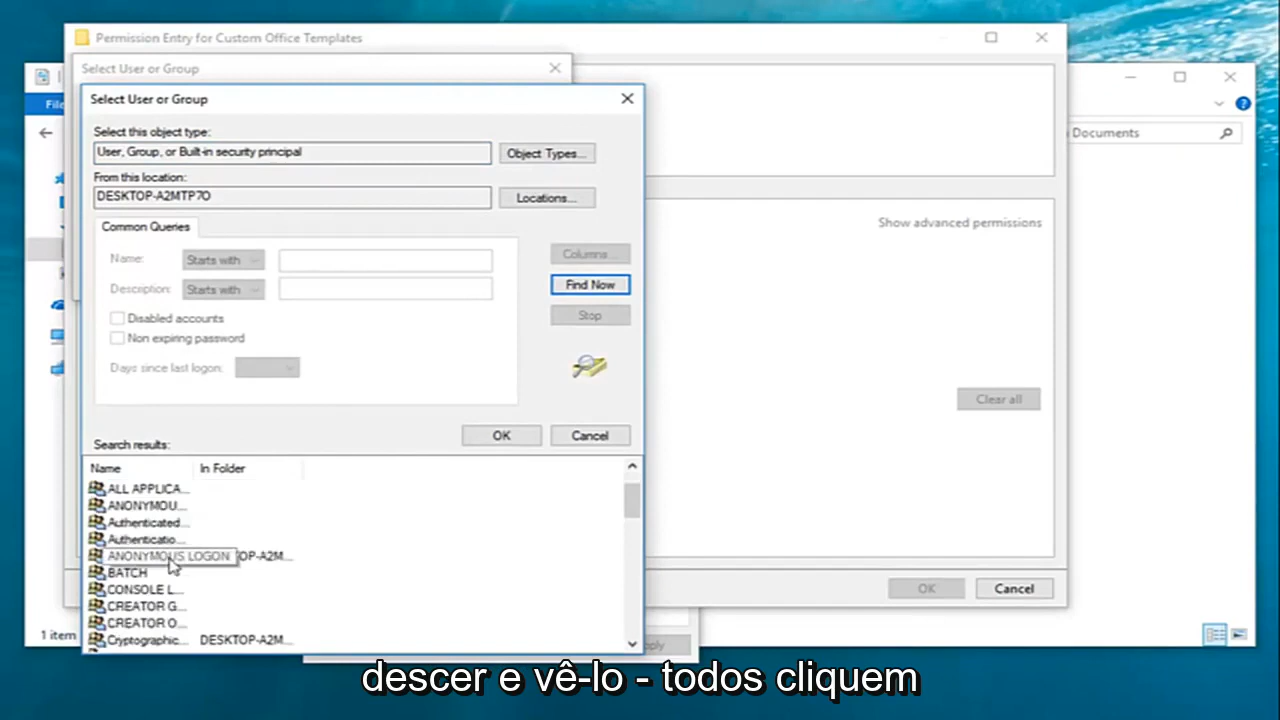 Permission Entry for Custom Office Templates
Select User or Group
File
Select User or Group
Select this object type:
User, Group, or Built-in security principal
Object Types...
From this location:
DESKTOP-A2MTP7O
Locations...
Documents
Common Queries
Show advanced permissions
Name:
Starts with
Columns...
Description:
Starts with
Find Now
Disabled accounts
Stop
Non expiring password
Days since last logon:
Clear all
OK
Cancel
Search results:
Name
In Folder
ALL APPLICA...
ANONYMOU...
Authenticated...
Authenticatio...
ANONYMOUS LOGON
TOP-A2M...
BATCH
CONSOLE L...
CREATOR G...
CREATOR O...
Cryptographic...
DESKTOP-A2M...
OK
Cancel
1 item
descer e vê-lo - todos cliquem